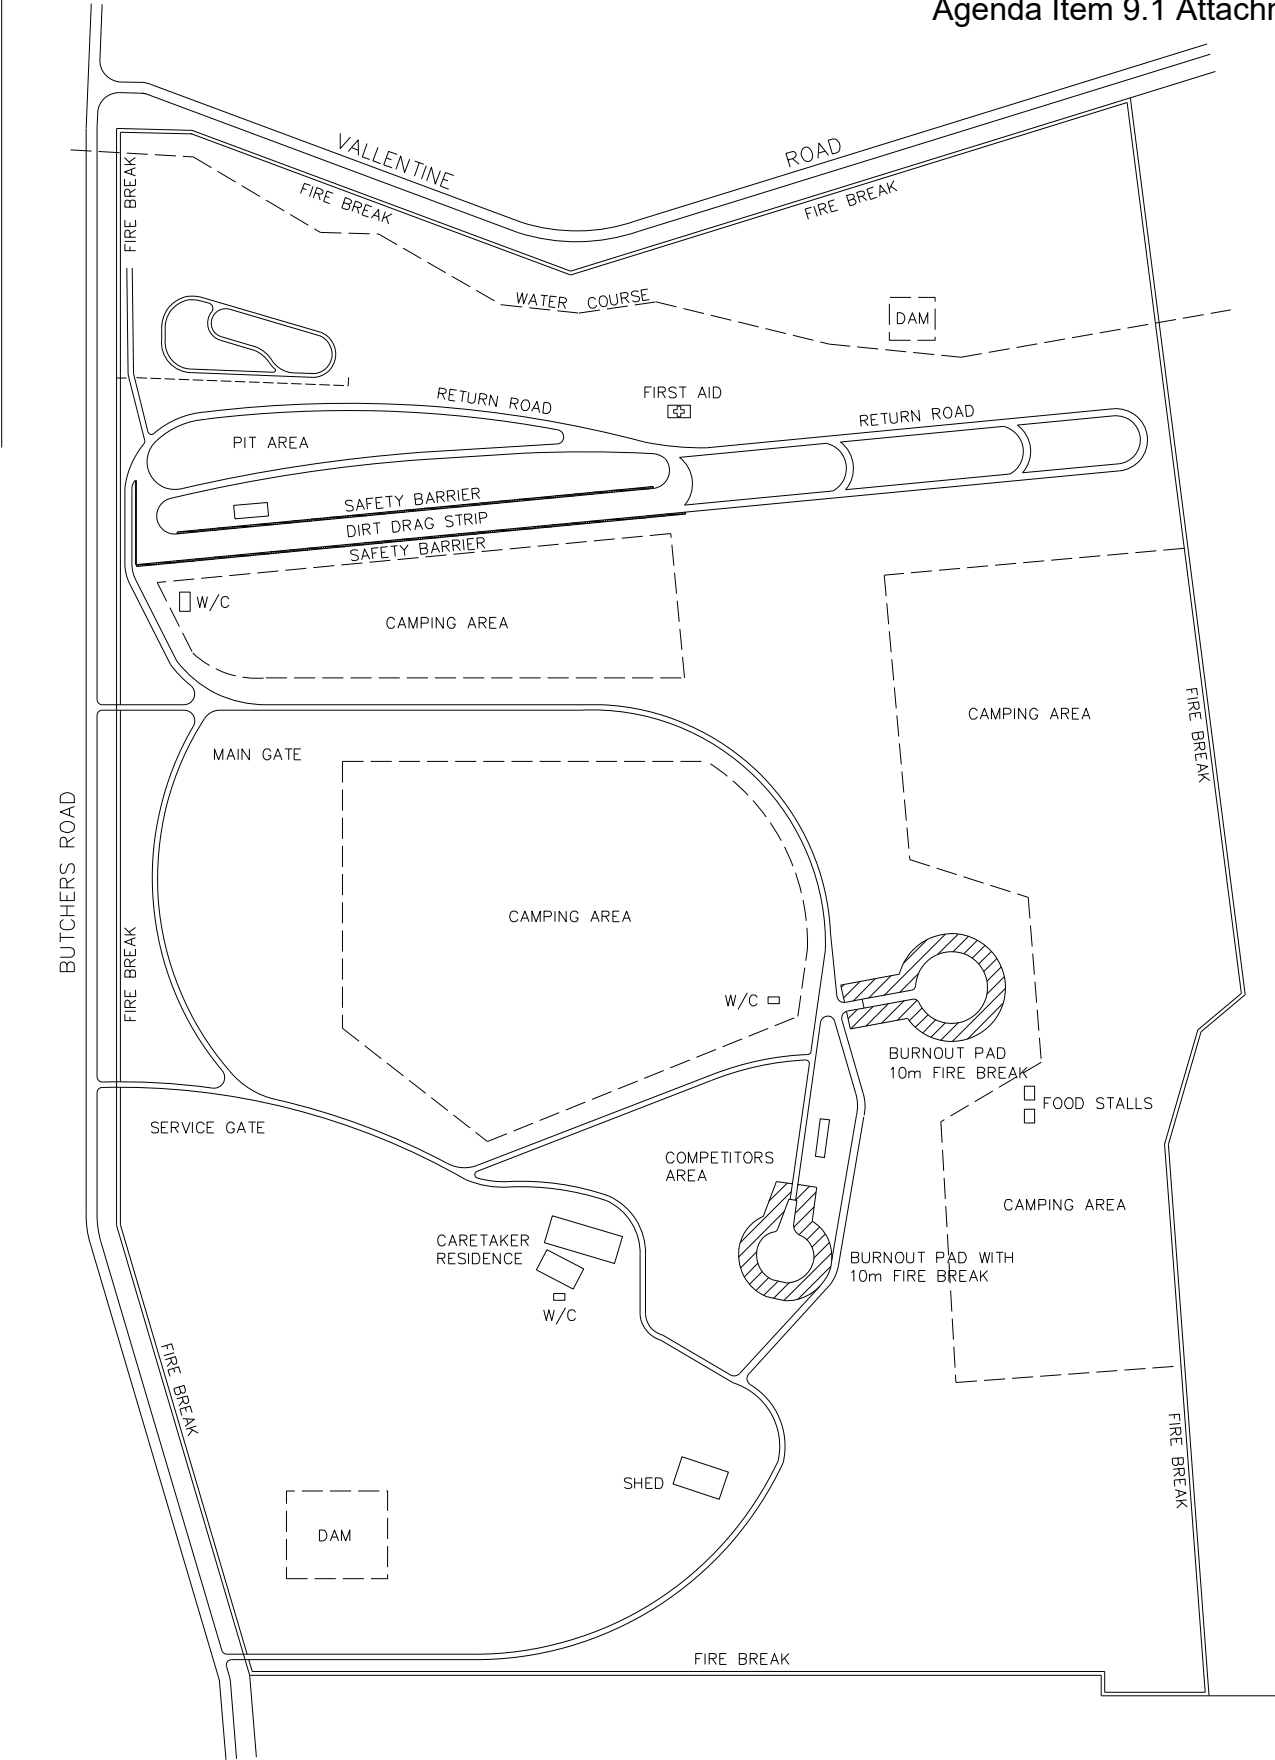 Agenda Item 9.1 Attachm
VALLENTINE
ROAD
FIRE BREAK
FIRE BREAK
FIRE BREAK
WATER COURSE
DAM
FIRST AID
RETURN ROAD
RETURN ROAD
PIT AREA
SAFETY BARRIER
DIRT DRAG STRIP
SAFETY BARRIER
W/C
CAMPING AREA
CAMPING AREA
FIRE BREAK
MAIN GATE
BUTCHERS ROAD
CAMPING AREA
FIRE BREAK
W/C
BURNOUT PAD
10m FIRE BREAK
FOOD STALLS
SERVICE GATE
COMPETITORS
AREA
CAMPING AREA
CARETAKER
RESIDENCE
BURNOUT PAD WITH
10m FIRE BREAK
W/C
FIRE BREAK
FIRE BREAK
SHED
DAM
FIRE BREAK